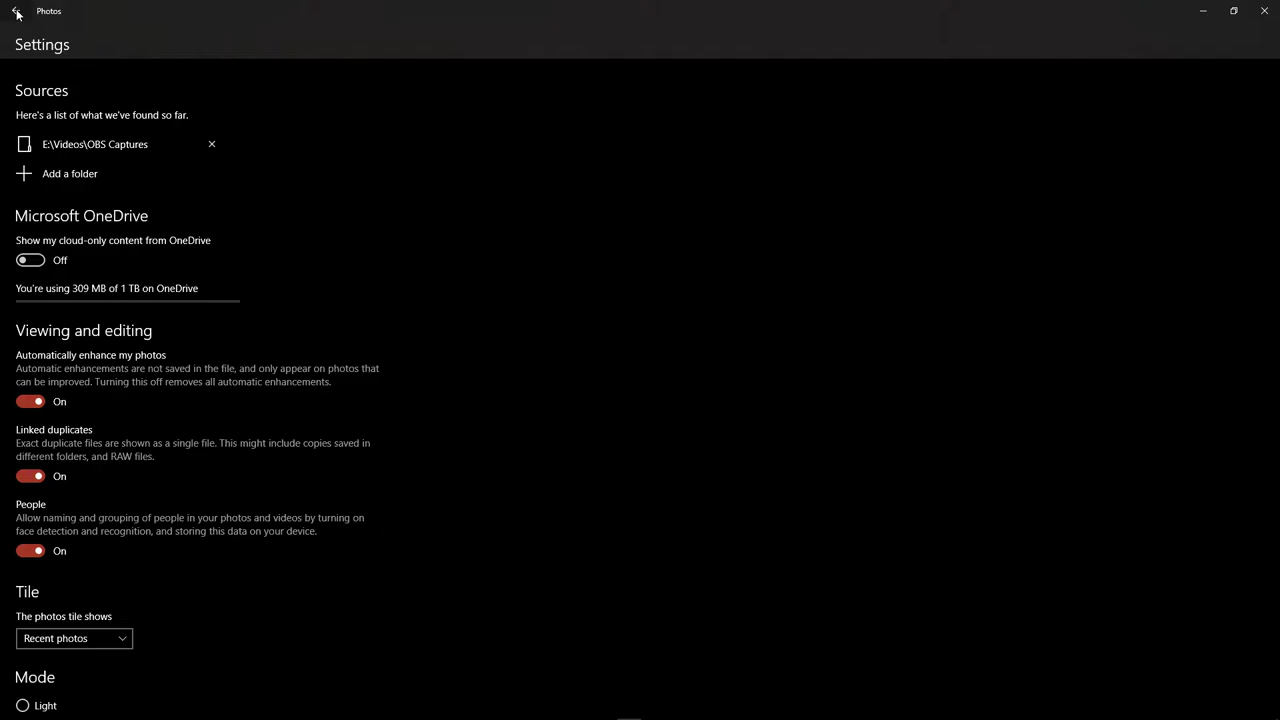 Photos
Settings
Sources
Here's a list of what we've found so far.
E:\Videos\OBS Captures
Add a folder
Microsoft OneDrive
Show my cloud-only content from OneDrive
Off
You're using 309 MB of 1 TB on OneDrive
Viewing and editing
Automatically enhance my photos
Automatic enhancements are not saved in the file, and only appear on photos that
can be improved. Turning this off removes all automatic enhancements.
On
Linked duplicates
Exact duplicate files are shown as a single file. This might include copies saved in
different folders, and RAW files.
On
People
Allow naming and grouping of people in your photos and videos by turning on
face detection and recognition, and storing this data on your device.
On
Tile
The photos tile shows
Recent photos
Mode
Light